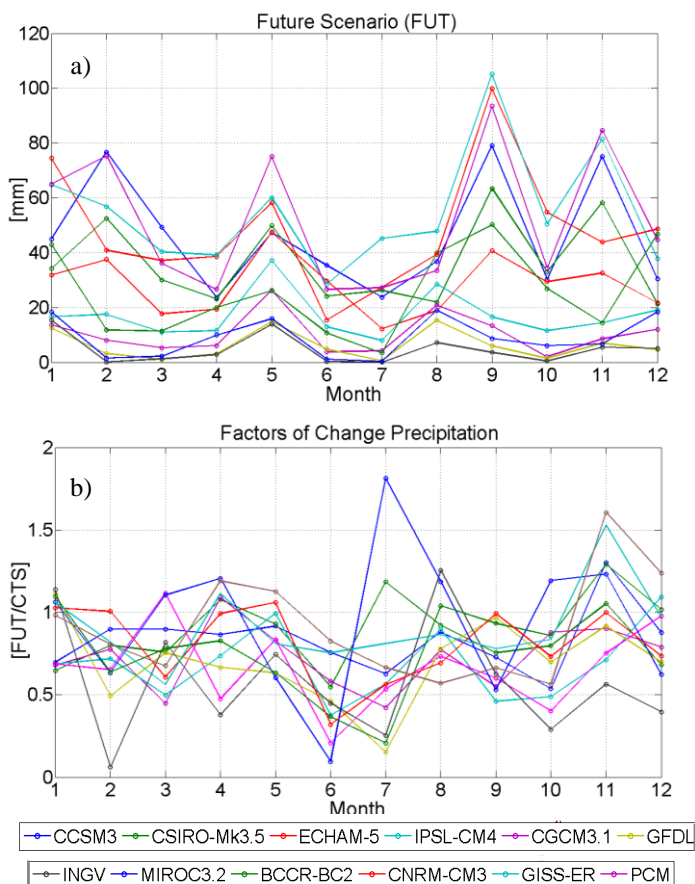 Future Scenario (FUT)
a)
[mm]
120
100
80
60
40
20
0
1 2 3 4 5 6 7 8 9 10 11 12
Month
Factors of Change Precipitation
b)
[FUT/CTS]
2
1.5
1
0.5
0
1 2 3 4 5 6 7 8 9 10 11 12
Month
CCSM3 CSIRO-Mk3.5 ECHAM-5 IPSL-CM4 CGCM3.1 GFDL
INGV MIROC3.2 BCCR-BC2 CNRM-CM3 GISS-ER PCM